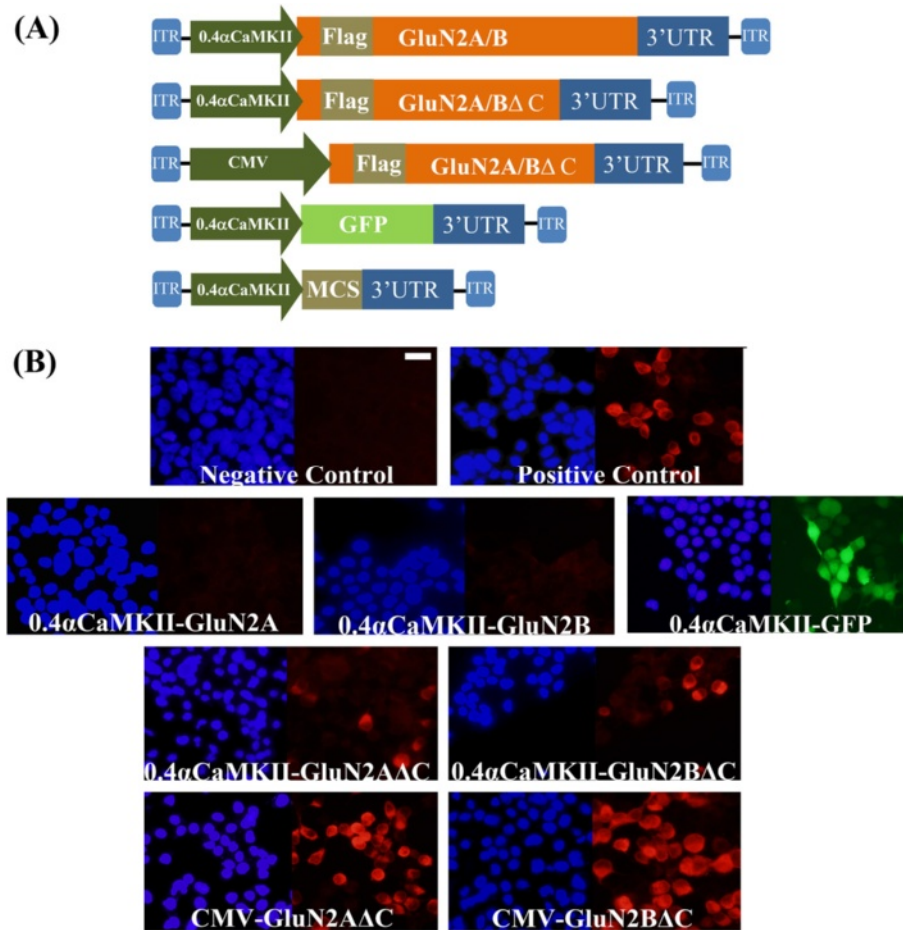 (A)
ITR 0.4αCaMKII Flag GluN2A/B 3'UTR ITR
ITR 0.4αCaMKII Flag GluN2A/BΔ C 3'UTR ITR
ITR CMV Flag GluN2A/BΔ C 3'UTR ITR
ITR 0.4αCaMKII GFP 3'UTR ITR
ITR 0.4αCaMKII MCS 3'UTR ITR
(B)
Negative Control Positive Control
0.4αCaMKII-GluN2A 0.4αCaMKII-GluN2B 0.4αCaMKII-GFP
0.4αCaMKII-GluN2AΔC 0.4αCaMKII-GluN2BΔC
CMV-GluN2AΔC CMV-GluN2BΔC